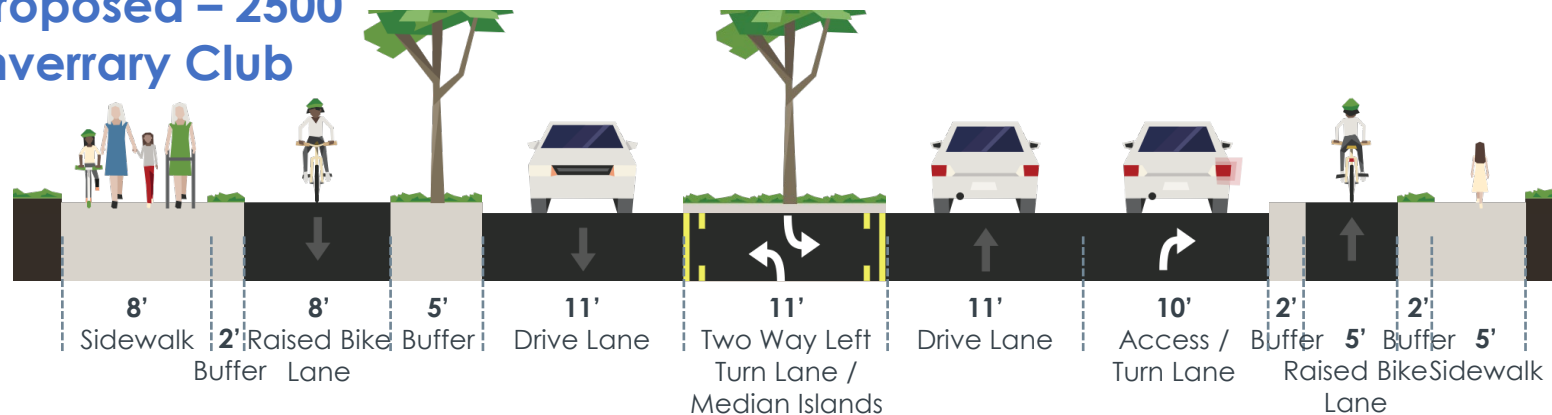 roposed – 2500
nverrary Club
8’
Sidewalk
2’
Buffer
8’
Raised Bike
Lane
5’
Buffer
11’
Drive Lane
11’
Two Way Left
Turn Lane /
Median Islands
11’
Drive Lane
10’
Access /
Turn Lane
2’
Buffer
5’
Raised Bike
Lane
2’
Buffer
5’
Sidewalk